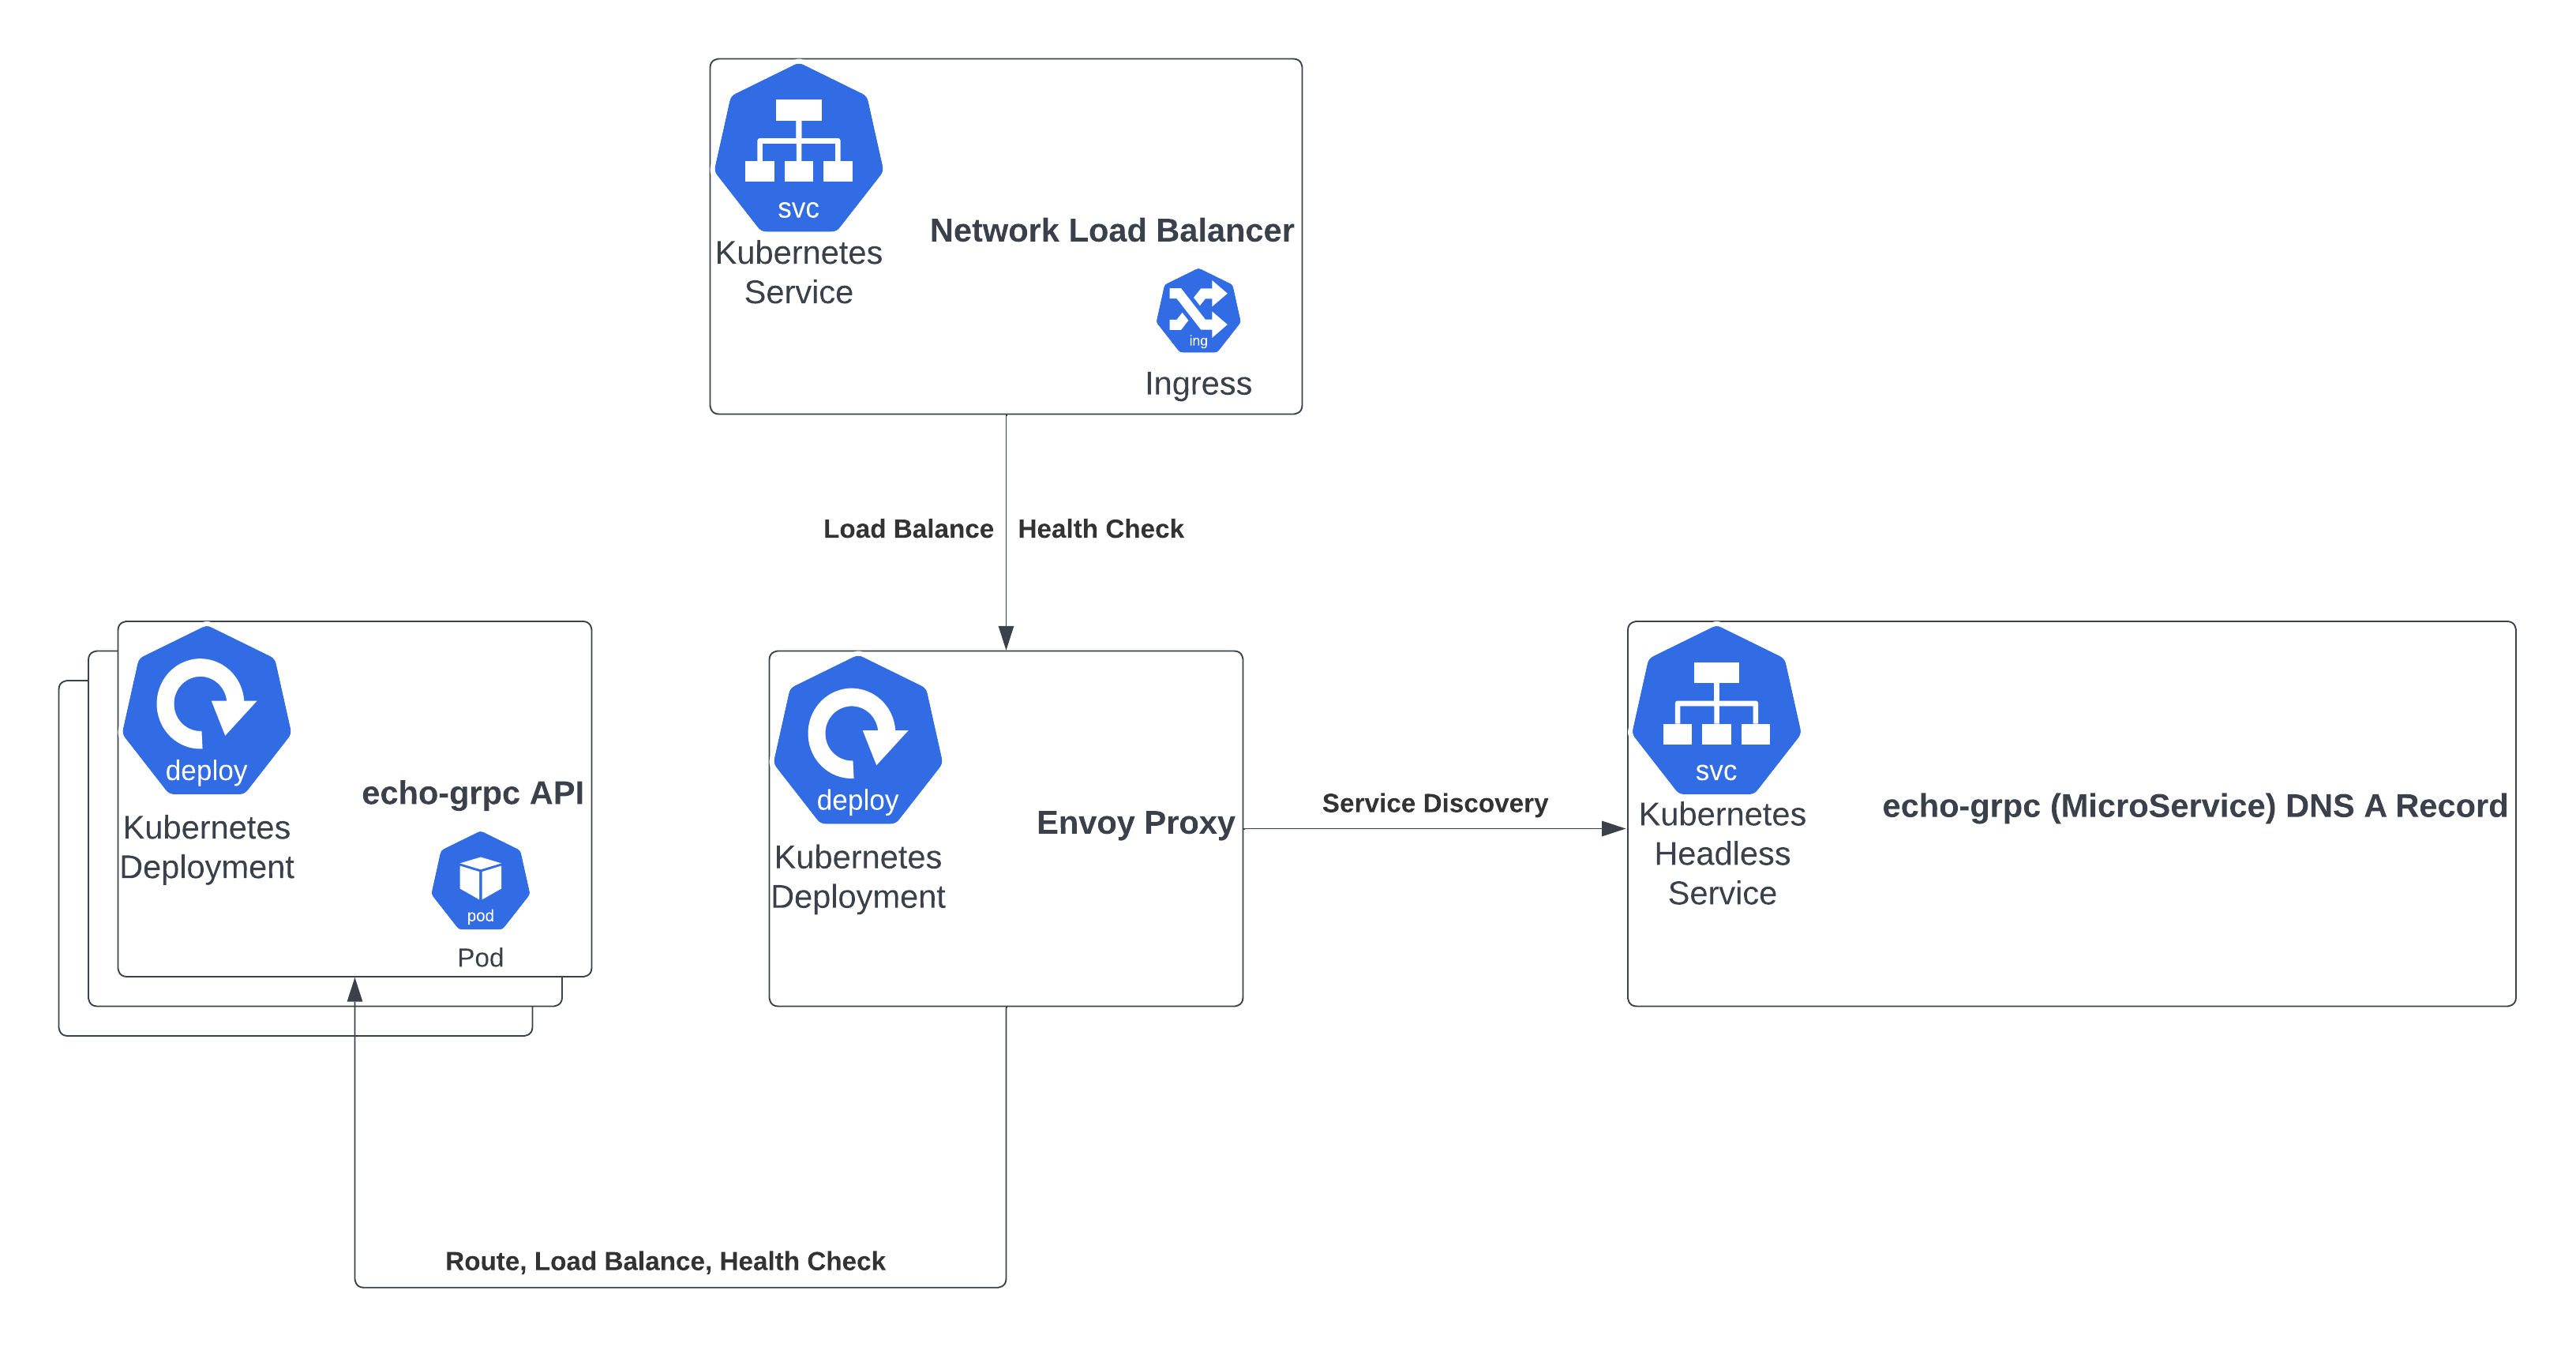 svc
Kubernetes
Service
Network Load Balancer
ing
Ingress
Load Balance
Health Check
deploy
Kubernetes
Deployment
echo-grpc API
pod
Pod
deploy
Kubernetes
Deployment
Envoy Proxy
Service Discovery
svc
Kubernetes
Headless
Service
echo-grpc (MicroService) DNS A Record
Route, Load Balance, Health Check